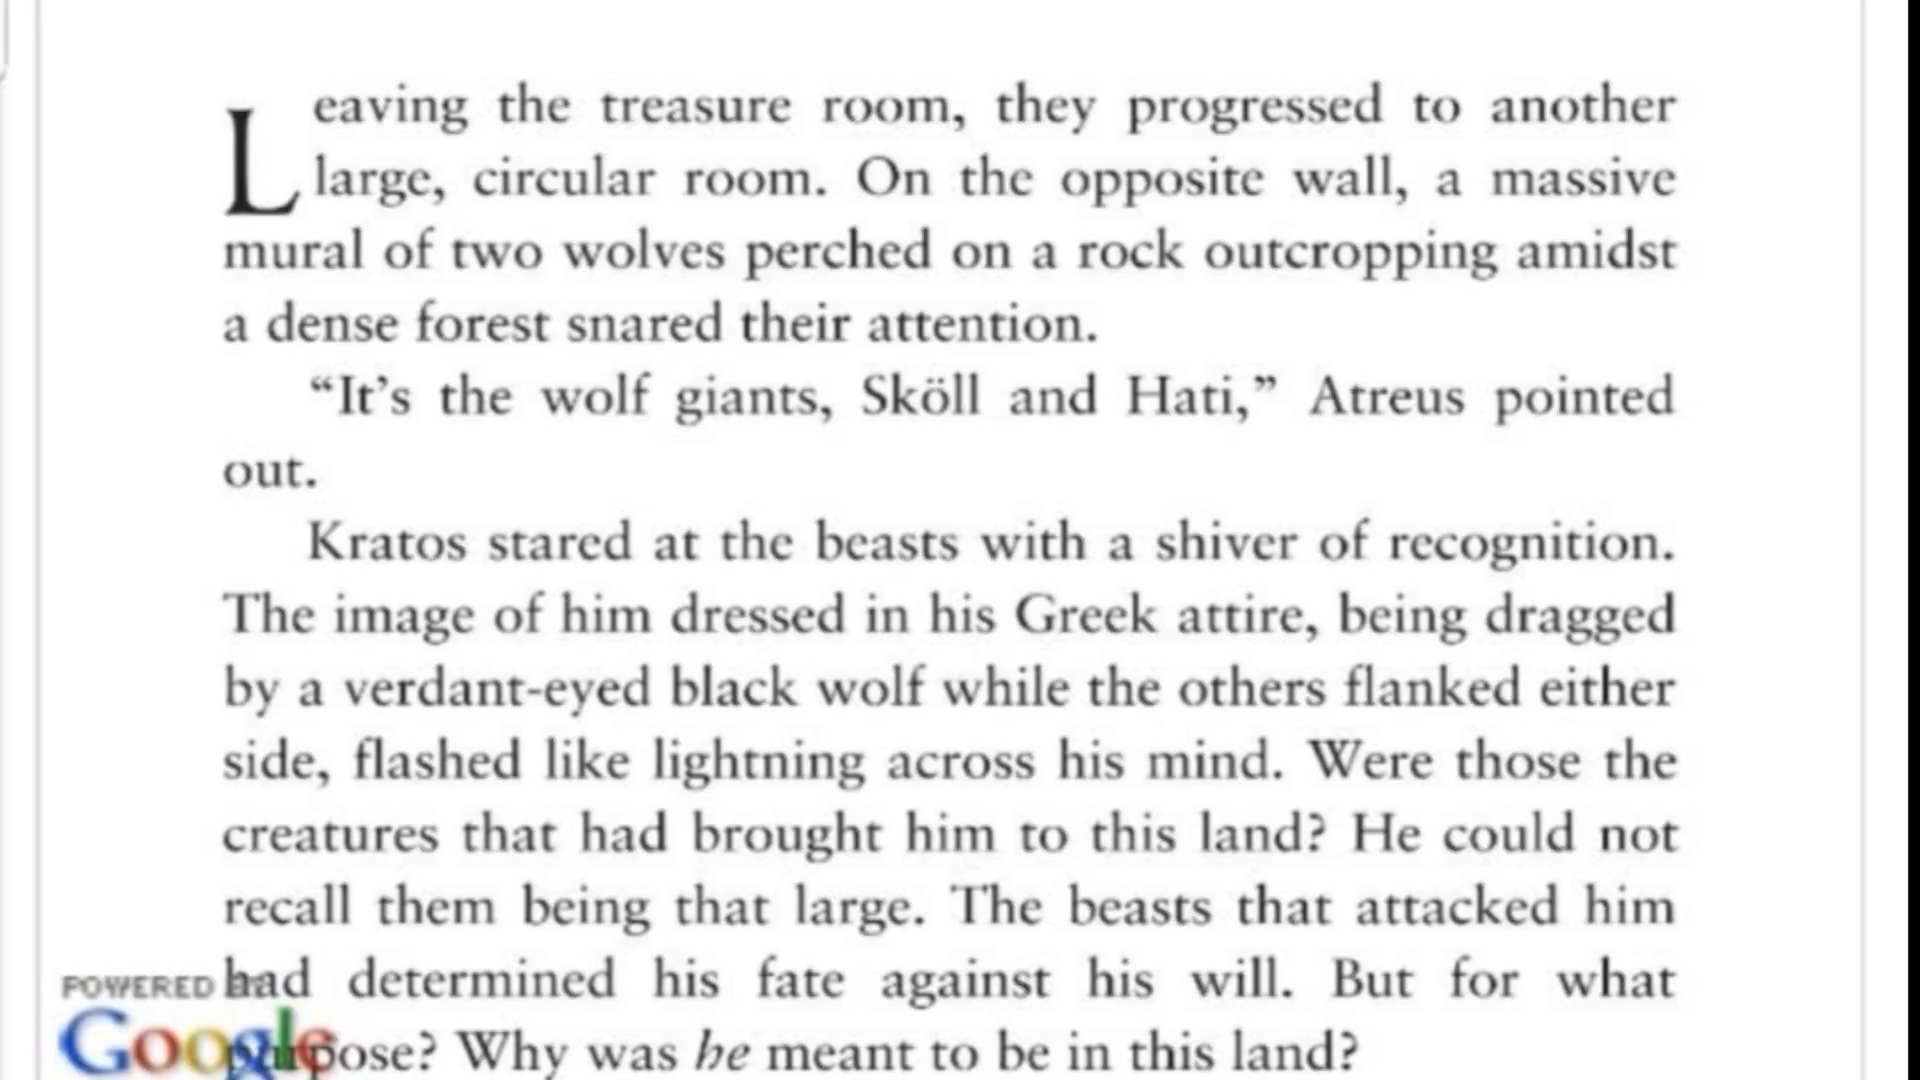 Leaving the treasure room, they progressed to another
large, circular room. On the opposite wall, a massive
mural of two wolves perched on a rock outcropping amidst
a dense forest snared their attention.
“It’s the wolf giants, Sköll and Hati,” Atreus pointed
out.
Kratos stared at the beasts with a shiver of recognition.
The image of him dressed in his Greek attire, being dragged
by a verdant-eyed black wolf while the others flanked either
side, flashed like lightning across his mind. Were those the
creatures that had brought him to this land? He could not
recall them being that large. The beasts that attacked him
had determined his fate against his will. But for what
purpose? Why was he meant to be in this land?
POWERED BY
Google